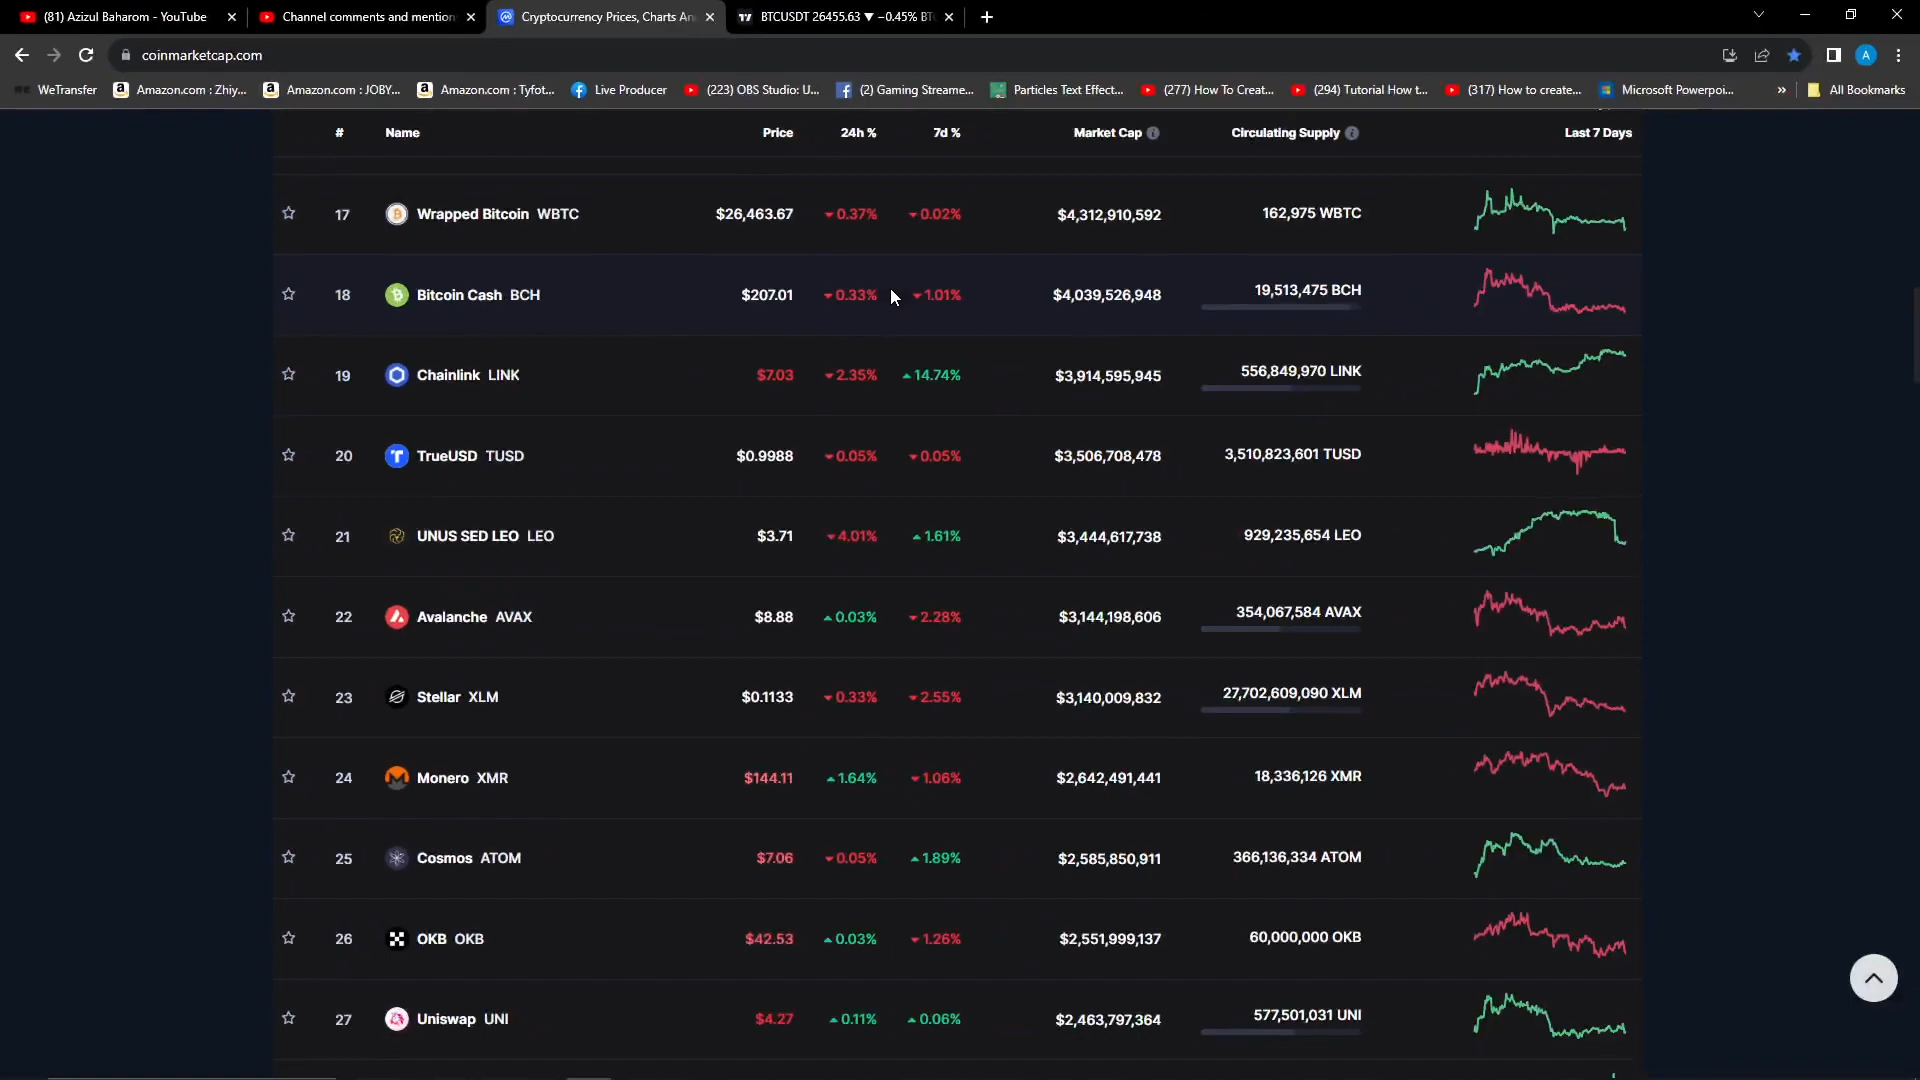 (81) Azizul Baharom - YouTube
Channel comments and mention
Cryptocurrency Prices, Charts An
BTCUSDT 26455.63 ▼ −0.45% BT
coinmarketcap.com
A
WeTransfer
Amazon.com : Zhiy...
Amazon.com : JOBY...
Amazon.com : Tyfot...
Live Producer
(223) OBS Studio: U...
(2) Gaming Streame...
Particles Text Effect...
(277) How To Creat...
(294) Tutorial How t...
(317) How to create...
Microsoft Powerpoi...
»
All Bookmarks
# Name Price 24h % 7d % Market Cap Circulating Supply Last 7 Days
17 Wrapped Bitcoin WBTC $26,463.67 0.37% 0.02% $4,312,910,592 162,975 WBTC
18 Bitcoin Cash BCH $207.01 0.33% 1.01% $4,039,526,948 19,513,475 BCH
19 Chainlink LINK $7.03 2.35% 14.74% $3,914,595,945 556,849,970 LINK
20 TrueUSD TUSD $0.9988 0.05% 0.05% $3,506,708,478 3,510,823,601 TUSD
21 UNUS SED LEO LEO $3.71 4.01% 1.61% $3,444,617,738 929,235,654 LEO
22 Avalanche AVAX $8.88 0.03% 2.28% $3,144,198,606 354,067,584 AVAX
23 Stellar XLM $0.1133 0.33% 2.55% $3,140,009,832 27,702,609,090 XLM
24 Monero XMR $144.11 1.64% 1.06% $2,642,491,441 18,336,126 XMR
25 Cosmos ATOM $7.06 0.05% 1.89% $2,585,850,911 366,136,334 ATOM
26 OKB OKB $42.53 0.03% 1.26% $2,551,999,137 60,000,000 OKB
27 Uniswap UNI $4.27 0.11% 0.06% $2,463,797,364 577,501,031 UNI